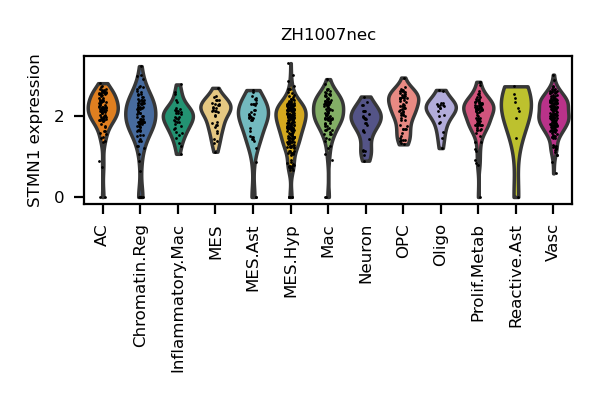 ZH1007nec
STMN1 expression
2
0
AC
Chromatin.Reg
Inflammatory.Mac
MES
MES.Ast
MES.Hyp
Mac
Neuron
OPC
Oligo
Prolif.Metab
Reactive.Ast
Vasc